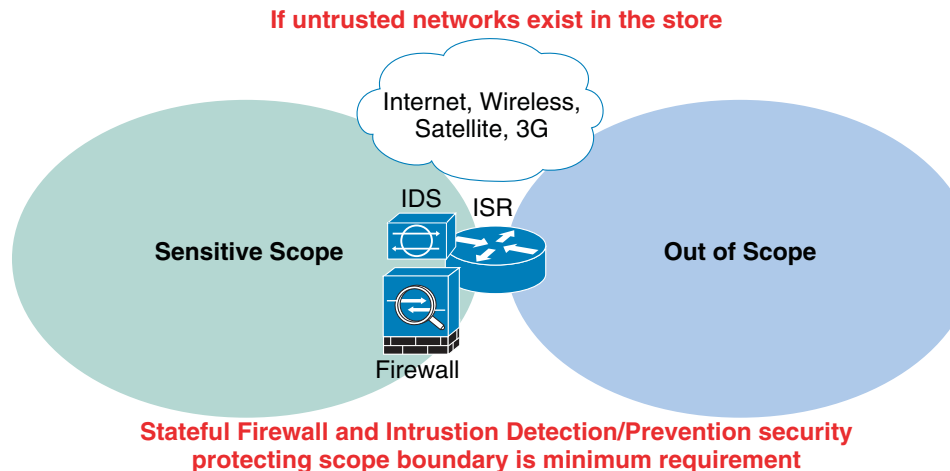 If untrusted networks exist in the store
Internet, Wireless,
Satellite, 3G
IDS
ISR
Sensitive Scope
Out of Scope
Firewall
Stateful Firewall and Intrustion Detection/Prevention security
protecting scope boundary is minimum requirement